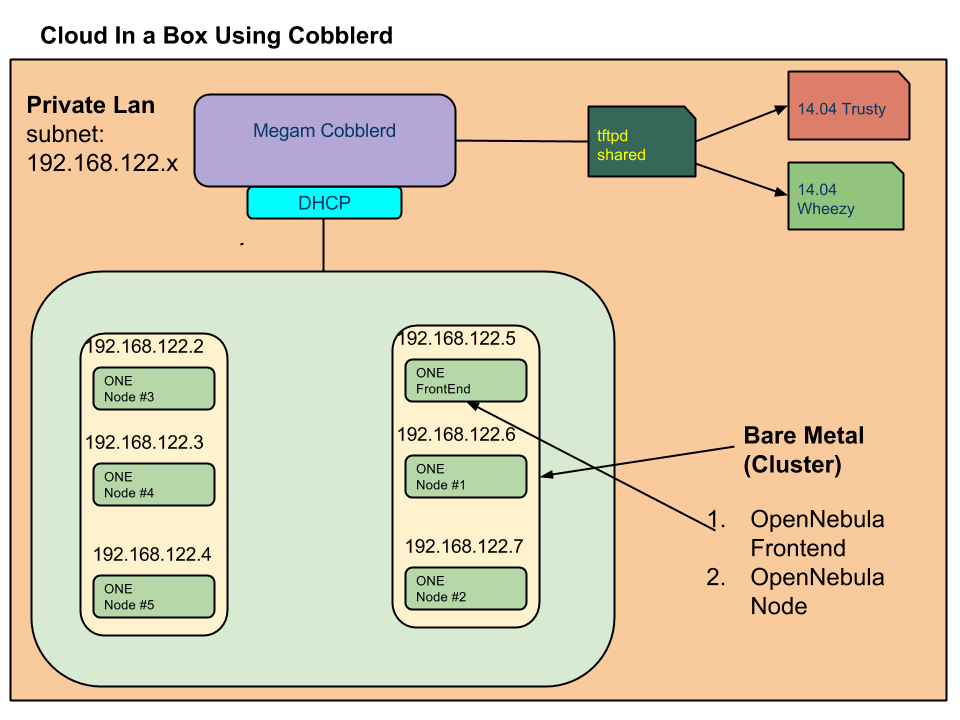 Cloud In a Box Using Cobblerd
Private Lan
subnet:
192.168.122.x
Megam Cobblerd
DHCP
tftpd
shared
14.04 Trusty
14.04
Wheezy
192.168.122.2
ONE
Node #3
192.168.122.3
ONE
Node #4
192.168.122.4
ONE
Node #5
192.168.122.5
ONE
FrontEnd
192.168.122.6
ONE
Node #1
192.168.122.7
ONE
Node #2
Bare Metal
(Cluster)
1. OpenNebula
Frontend
2. OpenNebula
Node